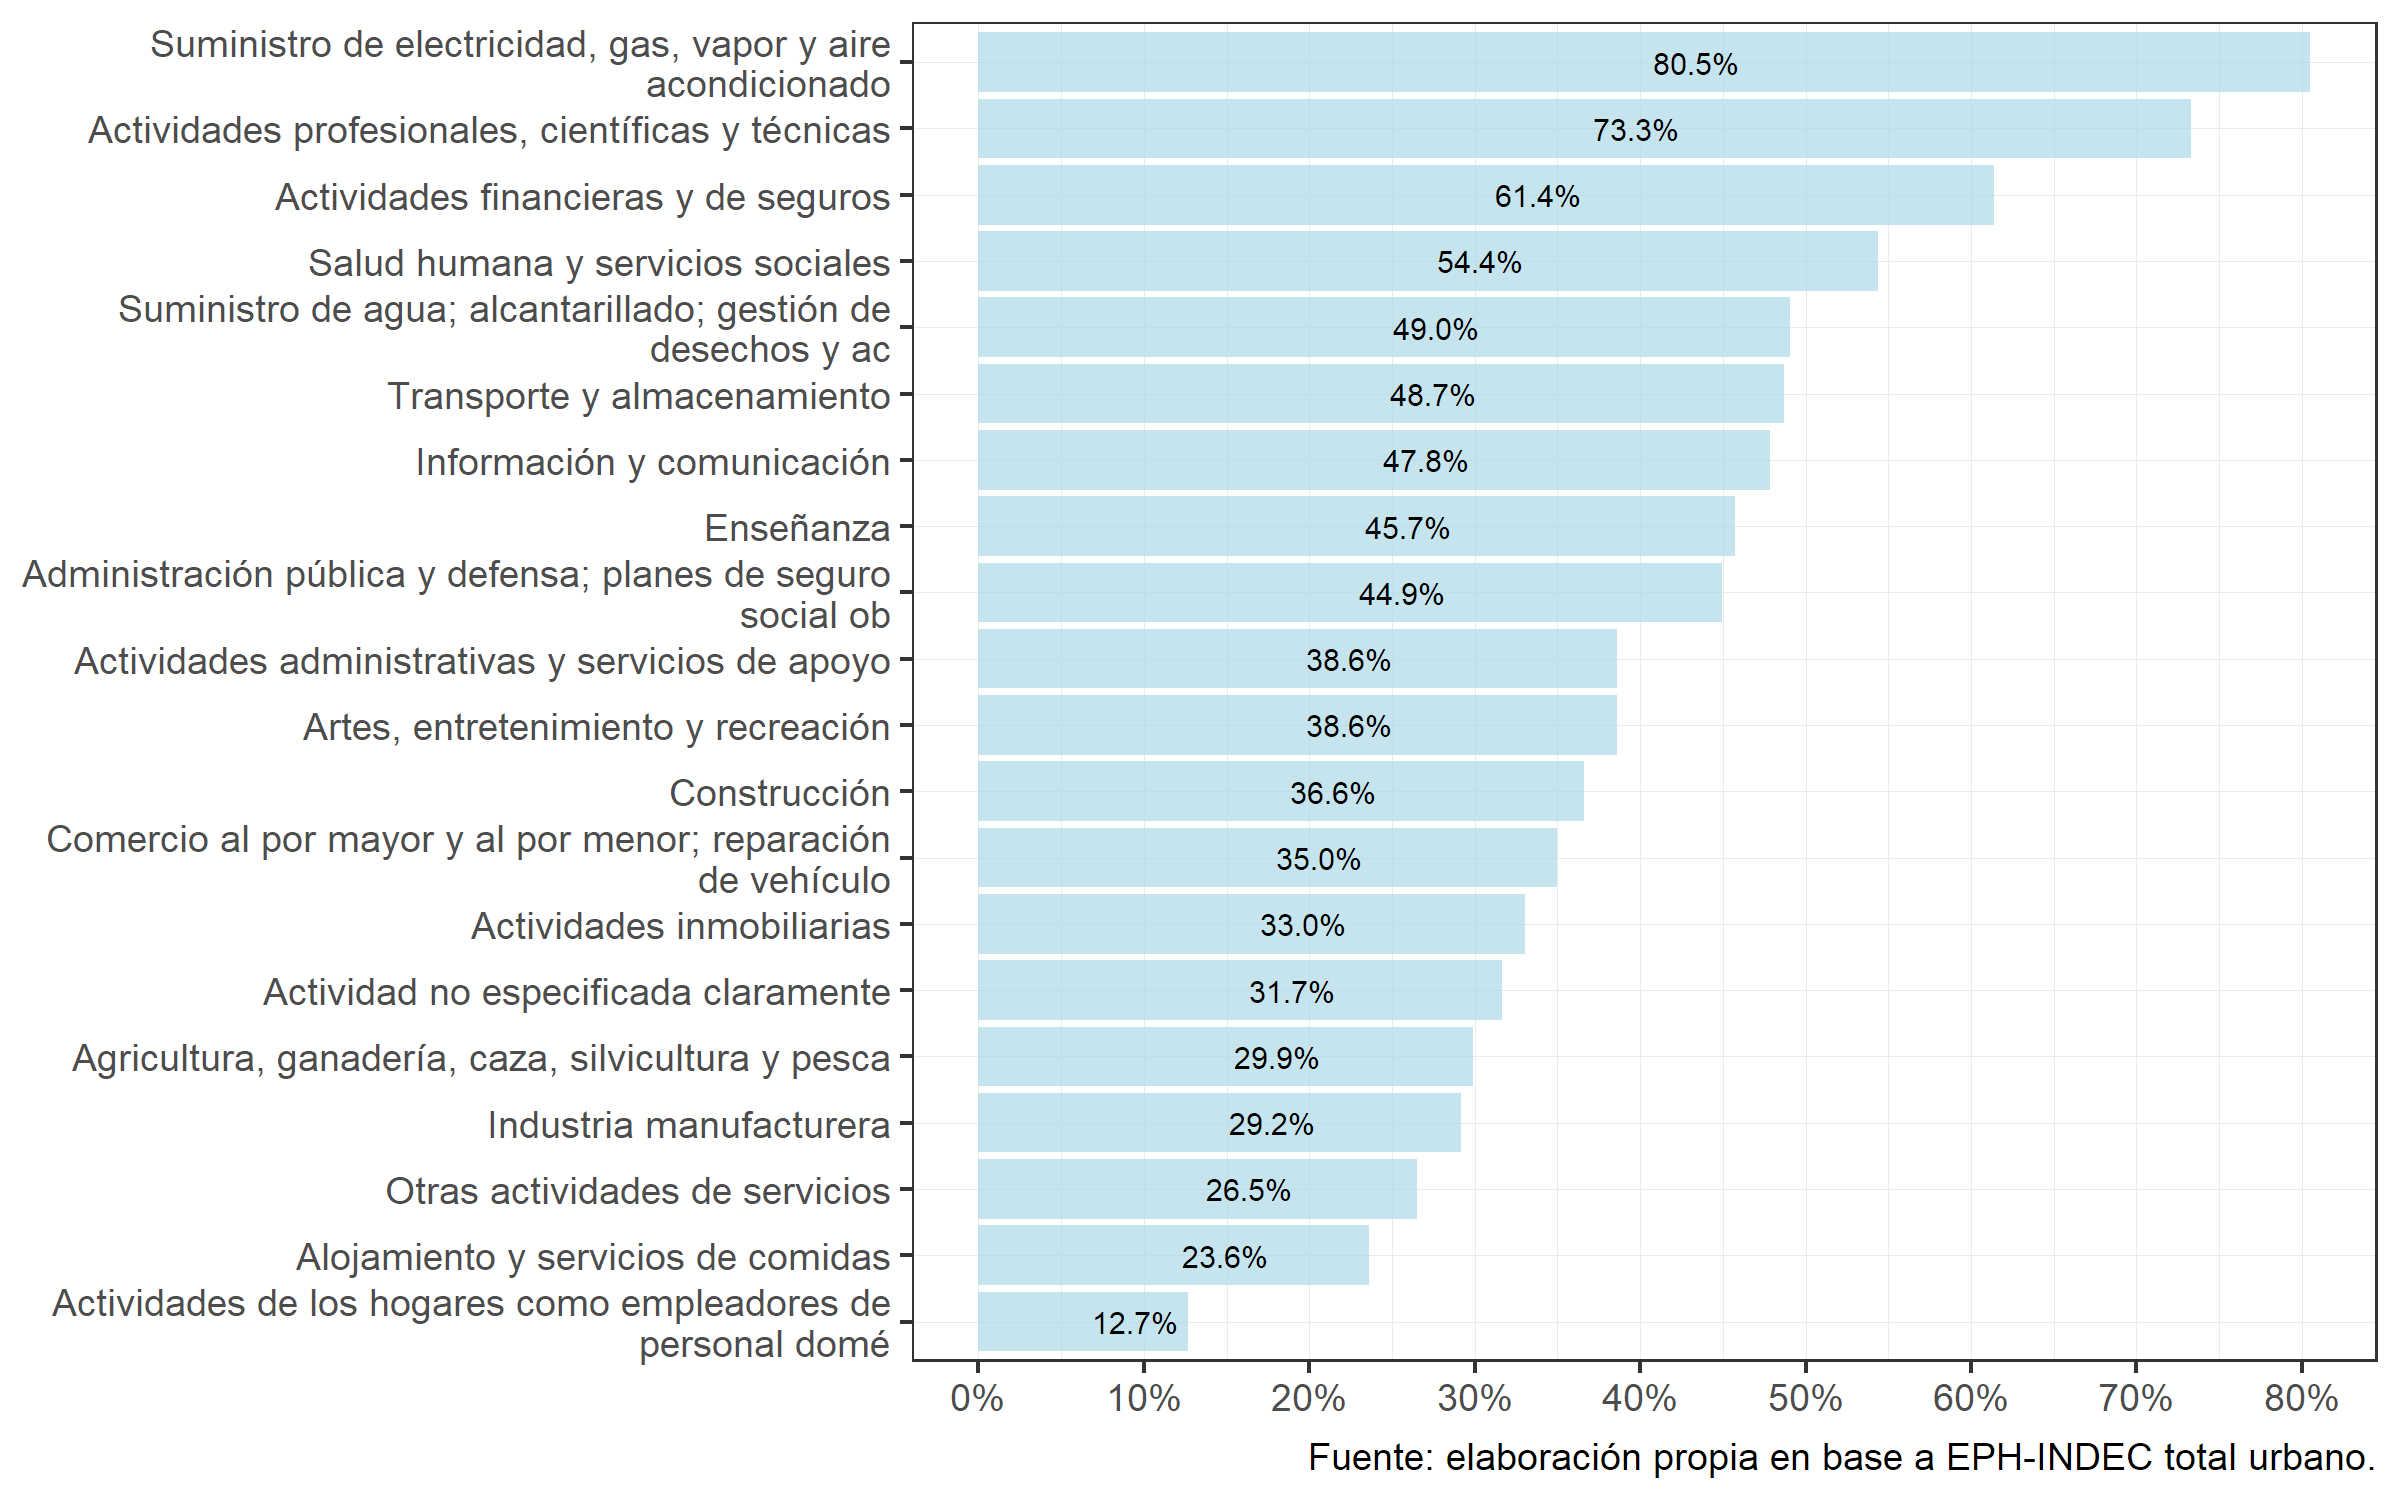 Suministro de electricidad, gas, vapor y aire
acondicionado
80.5%
Actividades profesionales, científicas y técnicas
73.3%
Actividades financieras y de seguros
61.4%
Salud humana y servicios sociales
54.4%
Suministro de agua; alcantarillado; gestión de
desechos y ac
49.0%
Transporte y almacenamiento
48.7%
Información y comunicación
47.8%
Enseñanza
45.7%
Administración pública y defensa; planes de seguro
social ob
44.9%
Actividades administrativas y servicios de apoyo
38.6%
Artes, entretenimiento y recreación
38.6%
Construcción
36.6%
Comercio al por mayor y al por menor; reparación
de vehículo
35.0%
Actividades inmobiliarias
33.0%
Actividad no especificada claramente
31.7%
Agricultura, ganadería, caza, silvicultura y pesca
29.9%
Industria manufacturera
29.2%
Otras actividades de servicios
26.5%
Alojamiento y servicios de comidas
23.6%
Actividades de los hogares como empleadores de
personal domé
12.7%
0% 10% 20% 30% 40% 50% 60% 70% 80%
Fuente: elaboración propia en base a EPH-INDEC total urbano.